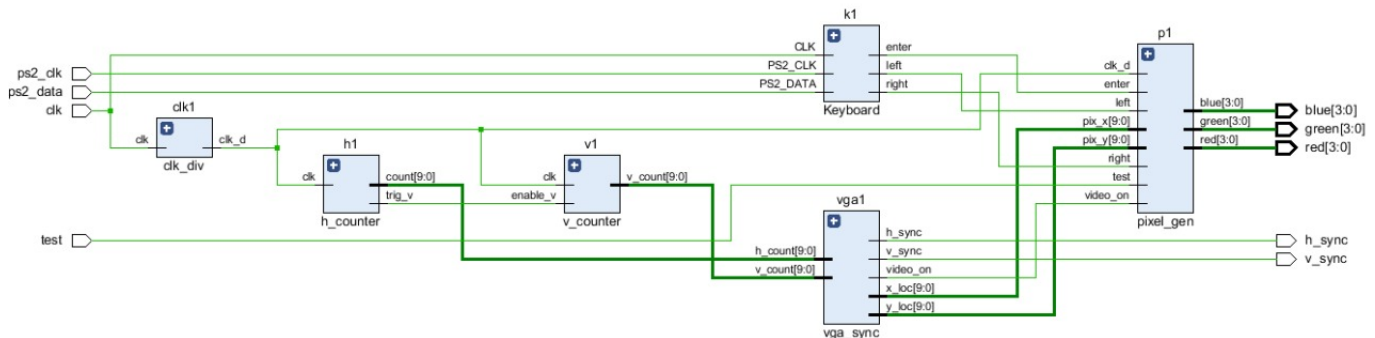 ps2_clk
ps2_data
clk
test
clk1
clk
clk_d
clk_div
h1
clk
count[9:0]
trig_v
h_counter
v1
clk
enable_v
v_count[9:0]
v_counter
k1
CLK
PS2_CLK
PS2_DATA
enter
left
right
Keyboard
vga1
h_count[9:0]
v_count[9:0]
h_sync
v_sync
video_on
x_loc[9:0]
y_loc[9:0]
vga_sync
p1
clk_d
enter
left
pix_x[9:0]
pix_y[9:0]
right
test
video_on
blue[3:0]
green[3:0]
red[3:0]
pixel_gen
blue[3:0]
green[3:0]
red[3:0]
h_sync
v_sync